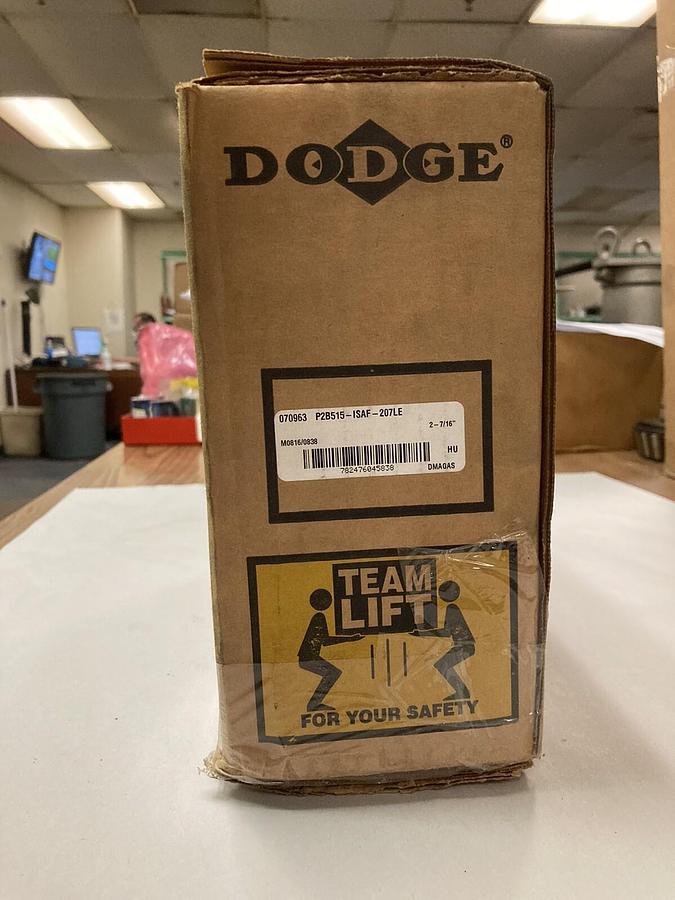 DODGE®
070963 P2B515-ISAF-207LE
2-7/16"
M0816/0838
HU
782476045838
DMAGAS
TEAM
LIFT
FOR YOUR SAFETY